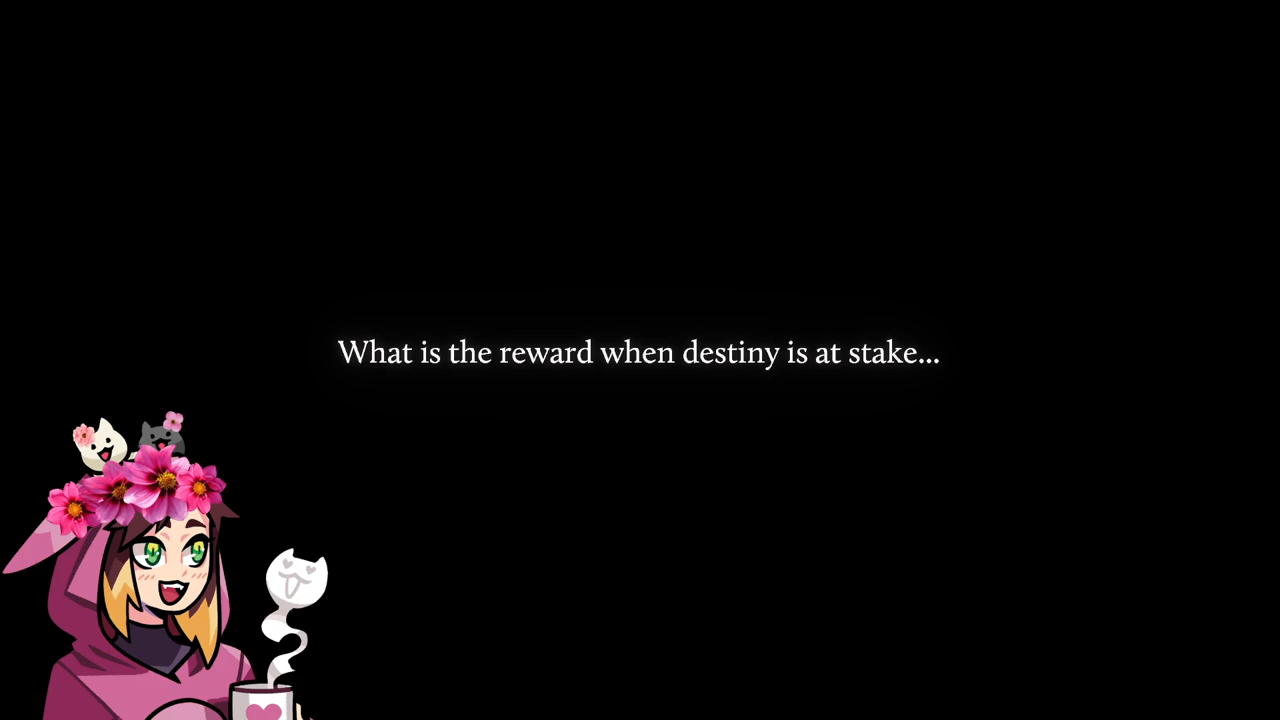 What is the reward when destiny is at stake...